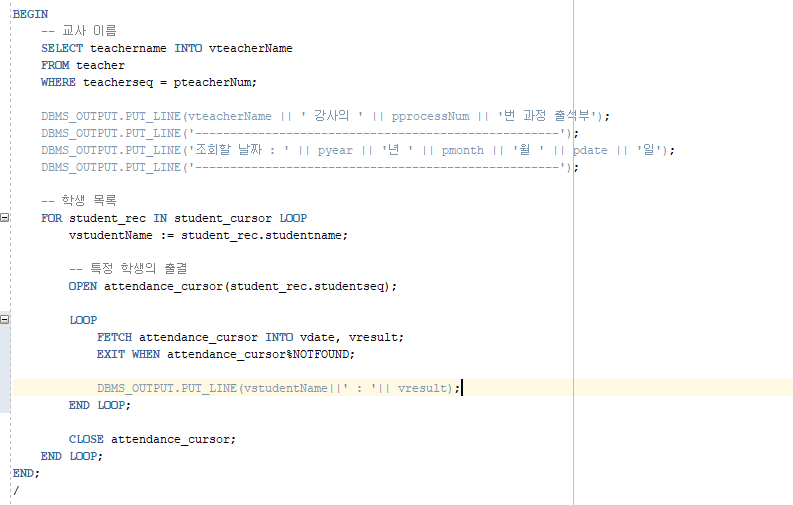 BEGIN
-- 교사 이름
SELECT teachername INTO vteacherName
FROM teacher
WHERE teacherseq = pteacherNum;
DBMS_OUTPUT.PUT_LINE(vteacherName || ' 강사의 ' || pprocessNum || '번 과정 출석부');
DBMS_OUTPUT.PUT_LINE('----------------------------------------------------');
DBMS_OUTPUT.PUT_LINE('조회할 날짜 : ' || pyear || '년 ' || pmonth || '월 ' || pdate || '일');
DBMS_OUTPUT.PUT_LINE('----------------------------------------------------');
-- 학생 목록
FOR student_rec IN student_cursor LOOP
vstudentName := student_rec.studentname;
-- 특정 학생의 출결
OPEN attendance_cursor(student_rec.studentseq);
LOOP
FETCH attendance_cursor INTO vdate, vresult;
EXIT WHEN attendance_cursor%NOTFOUND;
DBMS_OUTPUT.PUT_LINE(vstudentName||' : '|| vresult);
END LOOP;
CLOSE attendance_cursor;
END LOOP;
END;
/